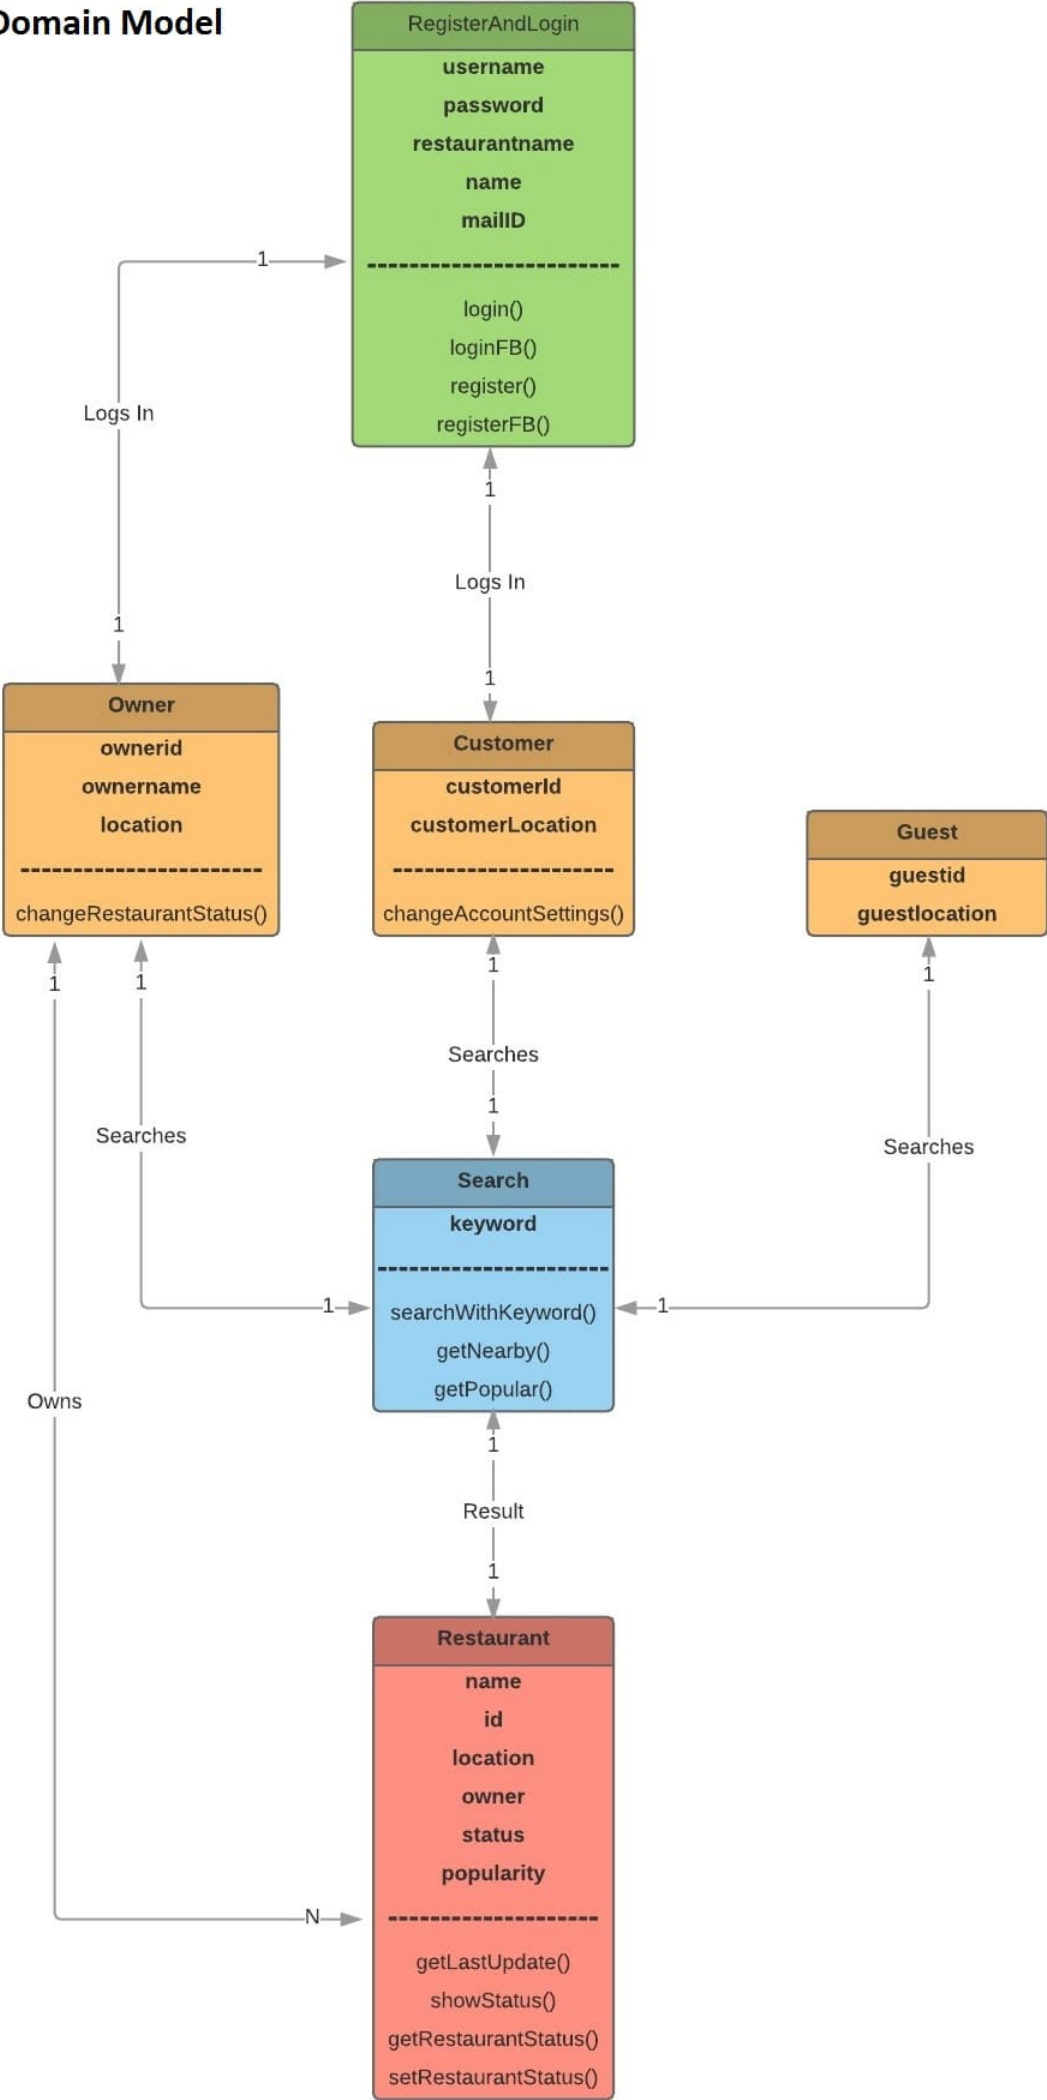 Domain Model
RegisterAndLogin
username
password
restaurantname
name
mailID
------------------------
login()
loginFB()
register()
registerFB()
1
Logs In
1
1
Logs In
1
Owner
ownerid
ownername
location
-----------------------
changeRestaurantStatus()
Customer
customerId
customerLocation
---------------------
changeAccountSettings()
Guest
guestid
guestlocation
1
1
Searches
1
1
Searches
1
1
Searches
1
Search
keyword
----------------------
searchWithKeyword()
getNearby()
getPopular()
Owns
1
Result
1
Restaurant
name
id
location
owner
status
popularity
--------------------
getLastUpdate()
showStatus()
getRestaurantStatus()
setRestaurantStatus()
N